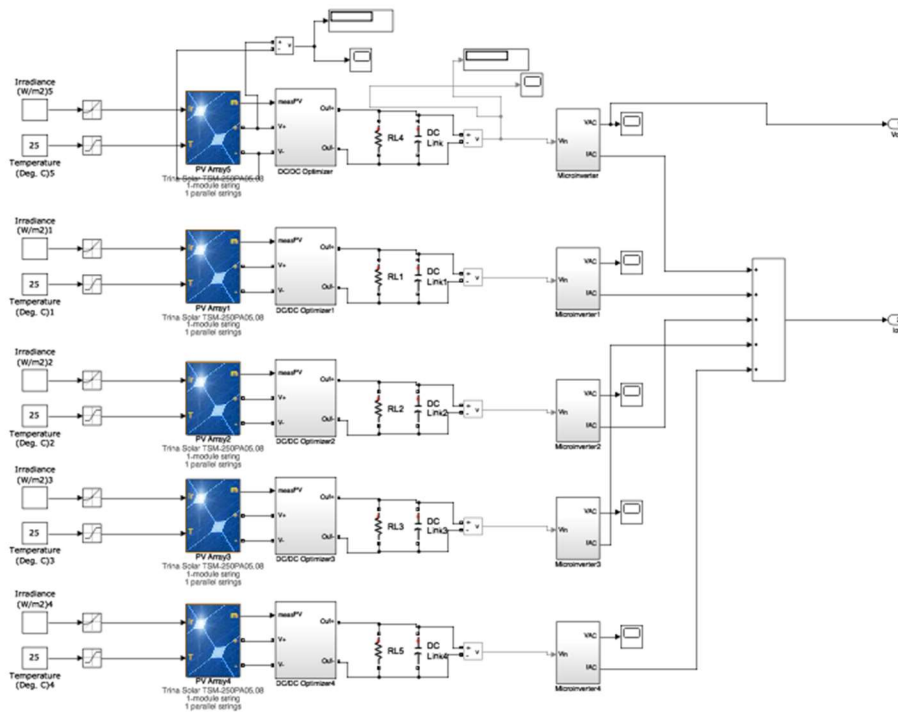 Irradiance
(W/m2)5
25
Temperature
(Deg. C)5
Ir
T
m
+
-
PV Array5
Trina Solar TSM-250PA05.08
1-module string
1 parallel strings
measPV
V+
V-
Out+
Out-
DC/DC Optimizer
RL4
DC
Link
+
-
v
+
-
v
Vin
VAC
IAC
Microinverter
Irradiance
(W/m2)1
25
Temperature
(Deg. C)1
Ir
T
m
+
-
PV Array1
Trina Solar TSM-250PA05.08
1-module string
1 parallel strings
measPV
V+
V-
Out+
Out-
DC/DC Optimizer1
RL1
DC
Link1
+
-
v
Vin
VAC
IAC
Microinverter1
Irradiance
(W/m2)2
25
Temperature
(Deg. C)2
Ir
T
m
+
-
PV Array2
Trina Solar TSM-250PA05.08
1-module string
1 parallel strings
measPV
V+
V-
Out+
Out-
DC/DC Optimizer2
RL2
DC
Link2
+
-
v
Vin
VAC
IAC
Microinverter2
Irradiance
(W/m2)3
25
Temperature
(Deg. C)3
Ir
T
m
+
-
PV Array3
Trina Solar TSM-250PA05.08
1-module string
1 parallel strings
measPV
V+
V-
Out+
Out-
DC/DC Optimizer3
RL3
DC
Link3
+
-
v
Vin
VAC
IAC
Microinverter3
Irradiance
(W/m2)4
25
Temperature
(Deg. C)4
Ir
T
m
+
-
PV Array4
Trina Solar TSM-250PA05.08
1-module string
1 parallel strings
measPV
V+
V-
Out+
Out-
DC/DC Optimizer4
RL5
DC
Link4
+
-
v
Vin
VAC
IAC
Microinverter4
+
+
+
+
+